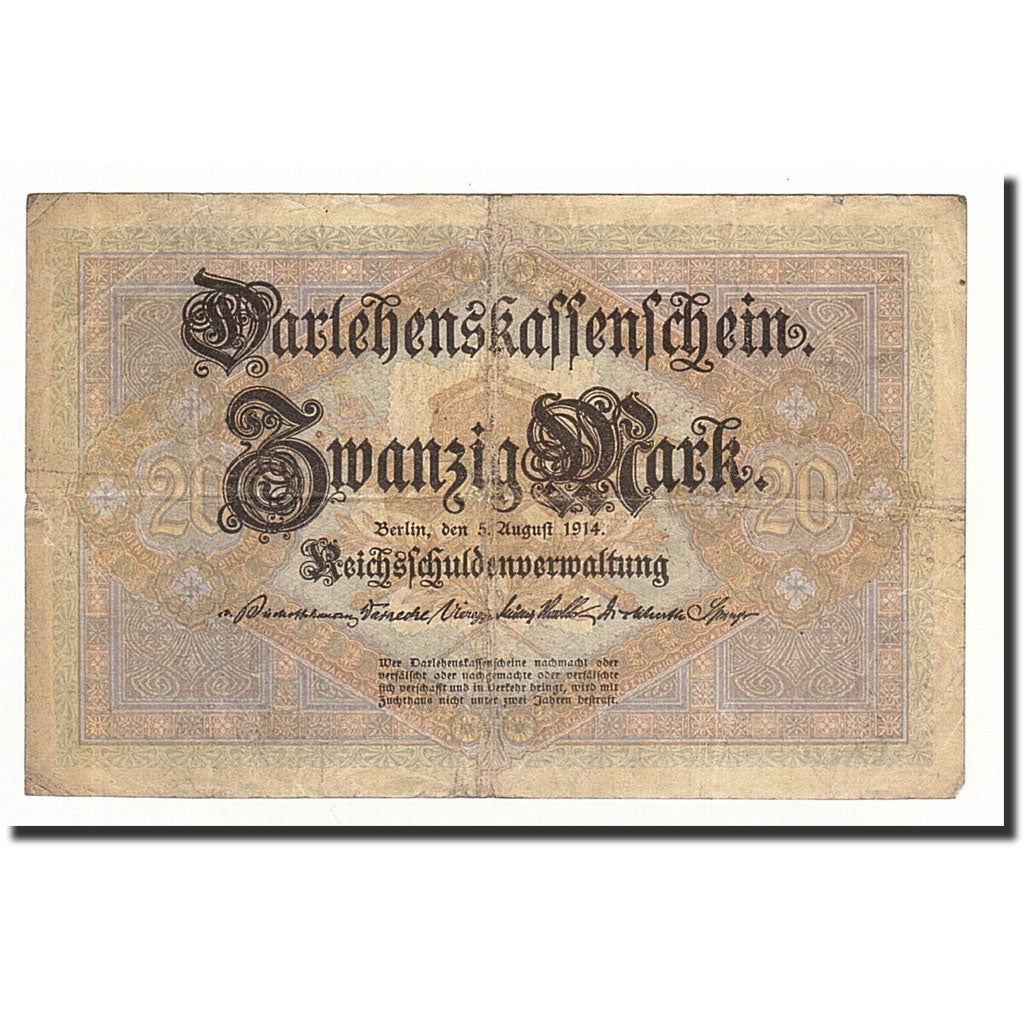 Darlehenskassenschein.
Zwanzig Mark.
20 20
Berlin, den 5. August 1914.
Reichsschuldenverwaltung
Wer Darlehenskassenscheine nachmacht oder
verfälscht oder nachgemachte oder verfälschte
sich verschafft und in Verkehr bringt, wird mit
Zuchthaus nicht unter zwei Jahren bestraft.